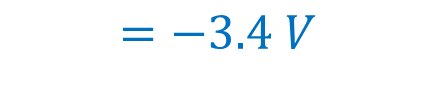 = −3.4 V